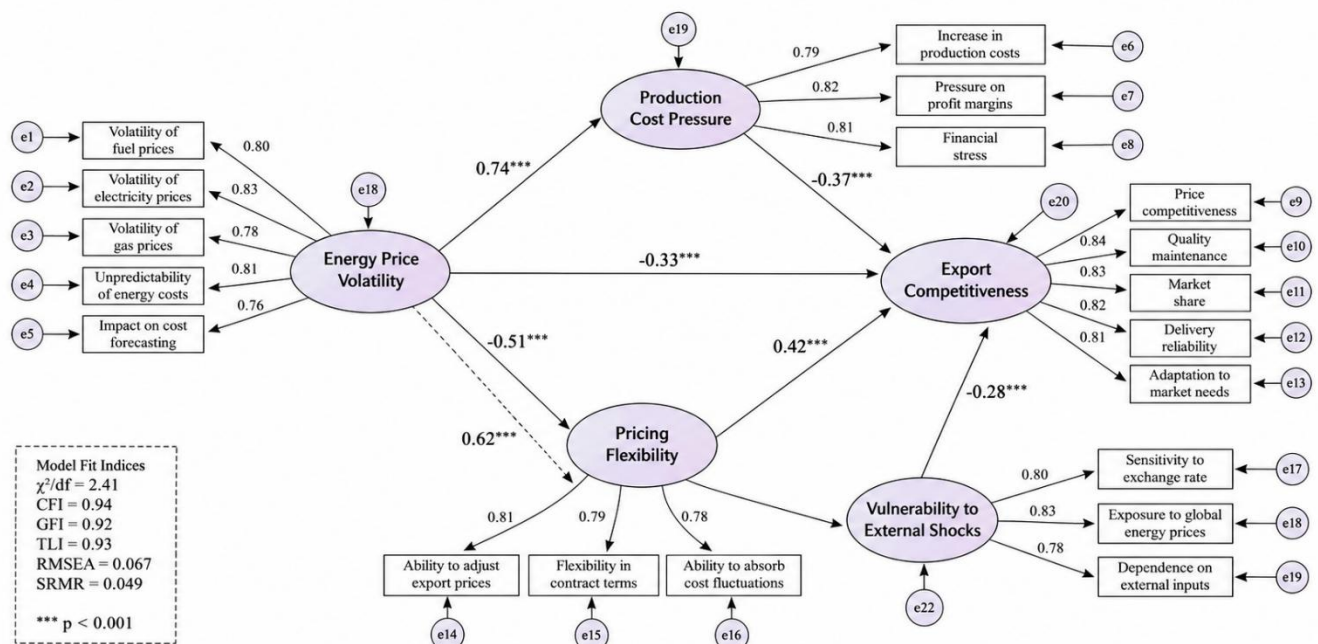 e19
Increase in
production costs
e6
0.79
Production
Cost Pressure
0.82
Pressure on
profit margins
e7
0.81
Financial
stress
e8
e1
Volatility of
fuel prices
0.80
e2
Volatility of
electricity prices
0.83
e18
e3
Volatility of
gas prices
0.78
e4
Unpredictability
of energy costs
0.81
e5
Impact on cost
forecasting
0.76
Energy Price
Volatility
0.74***
-0.37***
-0.33***
e20
Export
Competitiveness
Price
competitiveness
e9
0.84
Quality
maintenance
e10
0.83
Market
share
e11
0.82
Delivery
reliability
e12
0.81
Adaptation to
market needs
e13
-0.51***
0.42***
-0.28***
0.62***
Pricing
Flexibility
0.81
0.79
0.78
Ability to adjust
export prices
Flexibility in
contract terms
Ability to absorb
cost fluctuations
e14
e15
e16
Vulnerability to
External Shocks
e22
0.80
Sensitivity to
exchange rate
e17
0.83
Exposure to global
energy prices
e18
0.78
Dependence on
external inputs
e19
Model Fit Indices
χ²/df = 2.41
CFI = 0.94
GFI = 0.92
TLI = 0.93
RMSEA = 0.067
SRMR = 0.049
*** p < 0.001